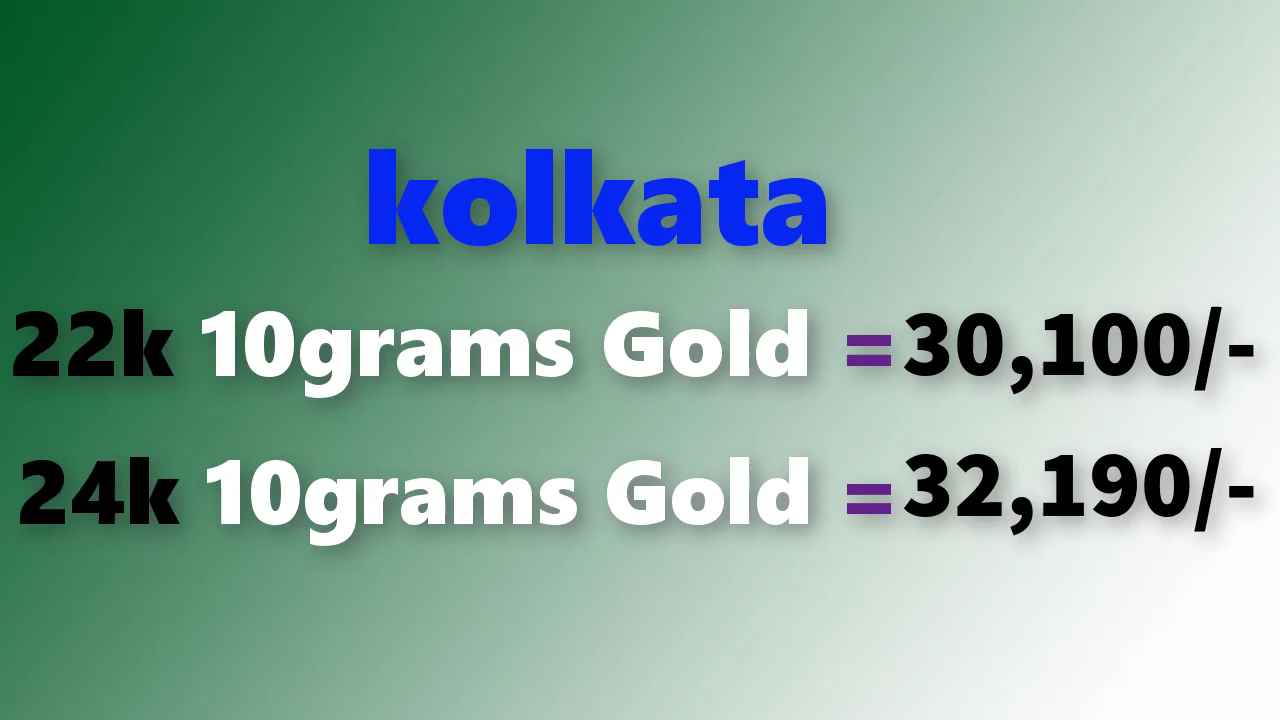 kolkata
22k 10grams Gold =30,100/-
24k 10grams Gold =32,190/-